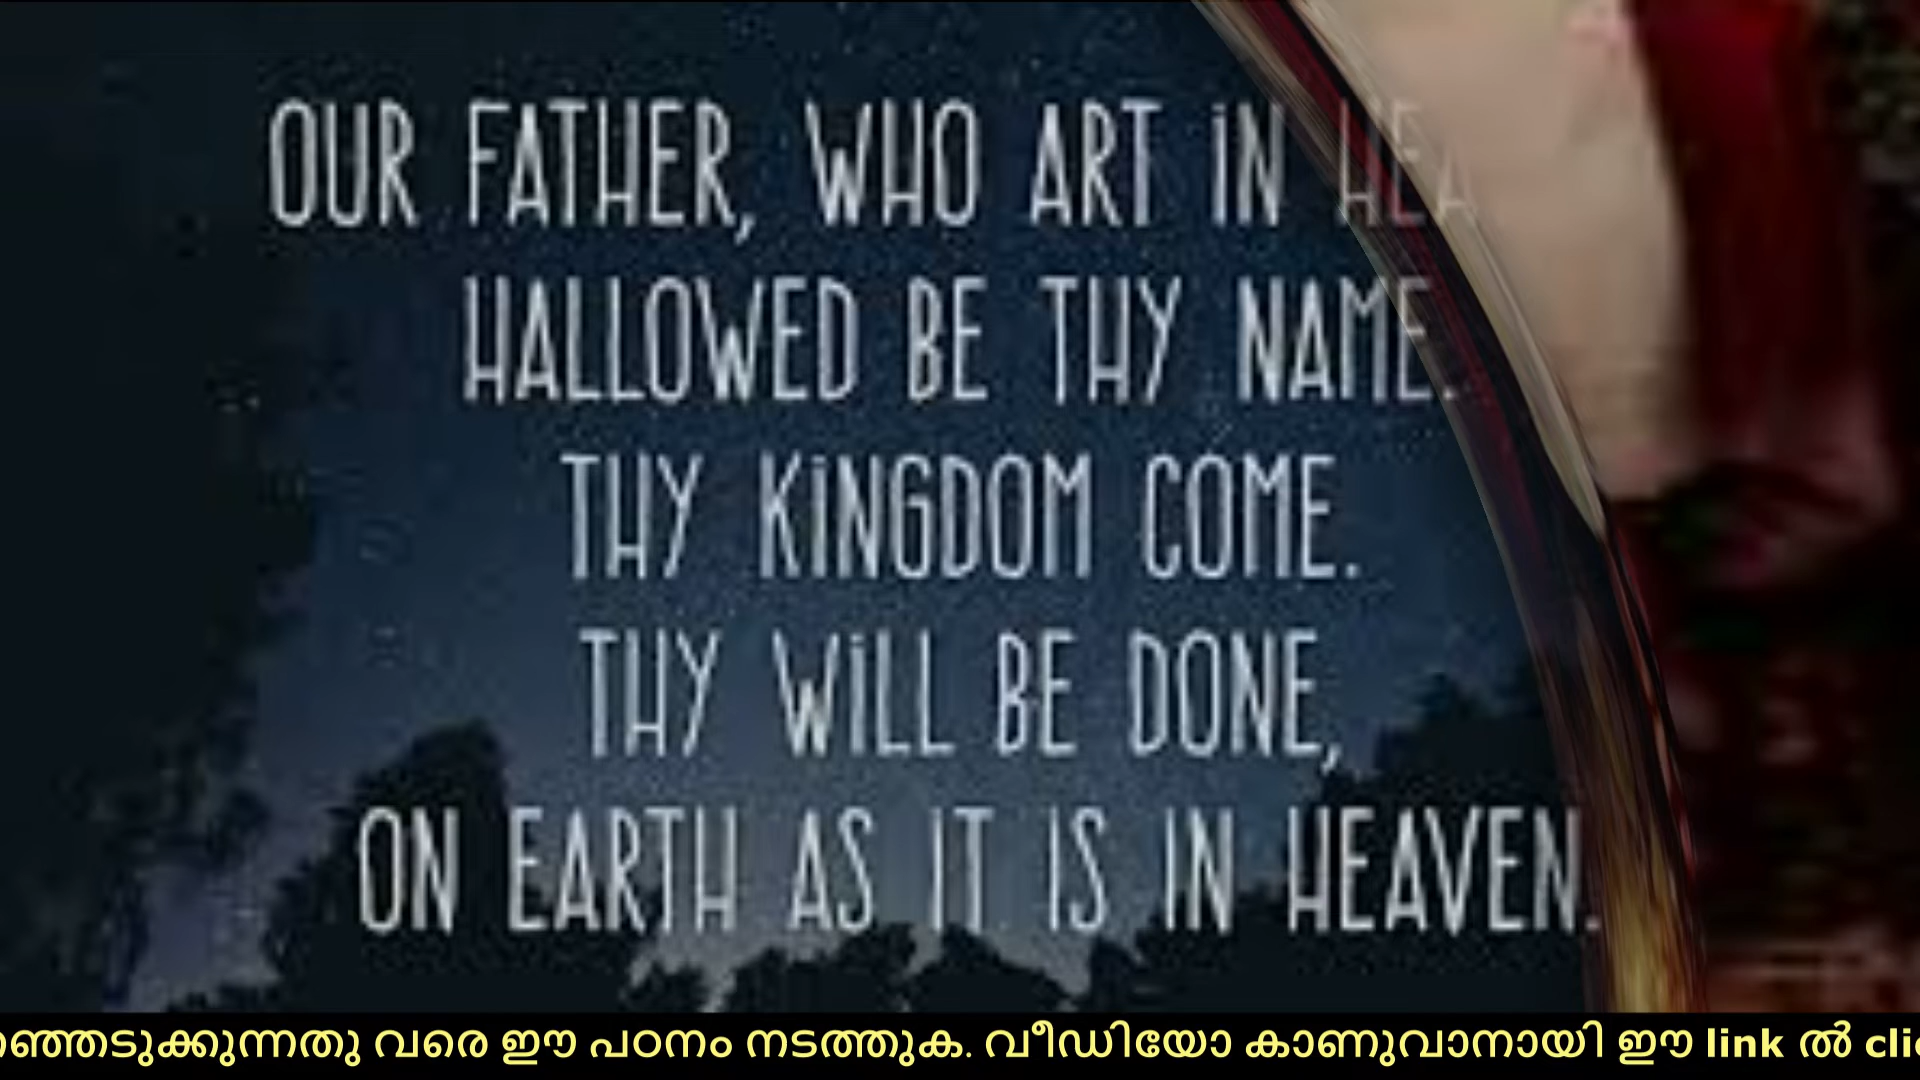 OUR FATHER, WHO ART IN HEA
HALLOWED BE THY NAME.
THY KINGDOM COME.
THY WILL BE DONE,
ON EARTH AS IT IS IN HEAVEN.
ഞ്ഞെടുക്കുന്നതു വരെ ഈ പഠനം നടത്തുക. വീഡിയോ കാണുവാനായി ഈ link ൽ clic